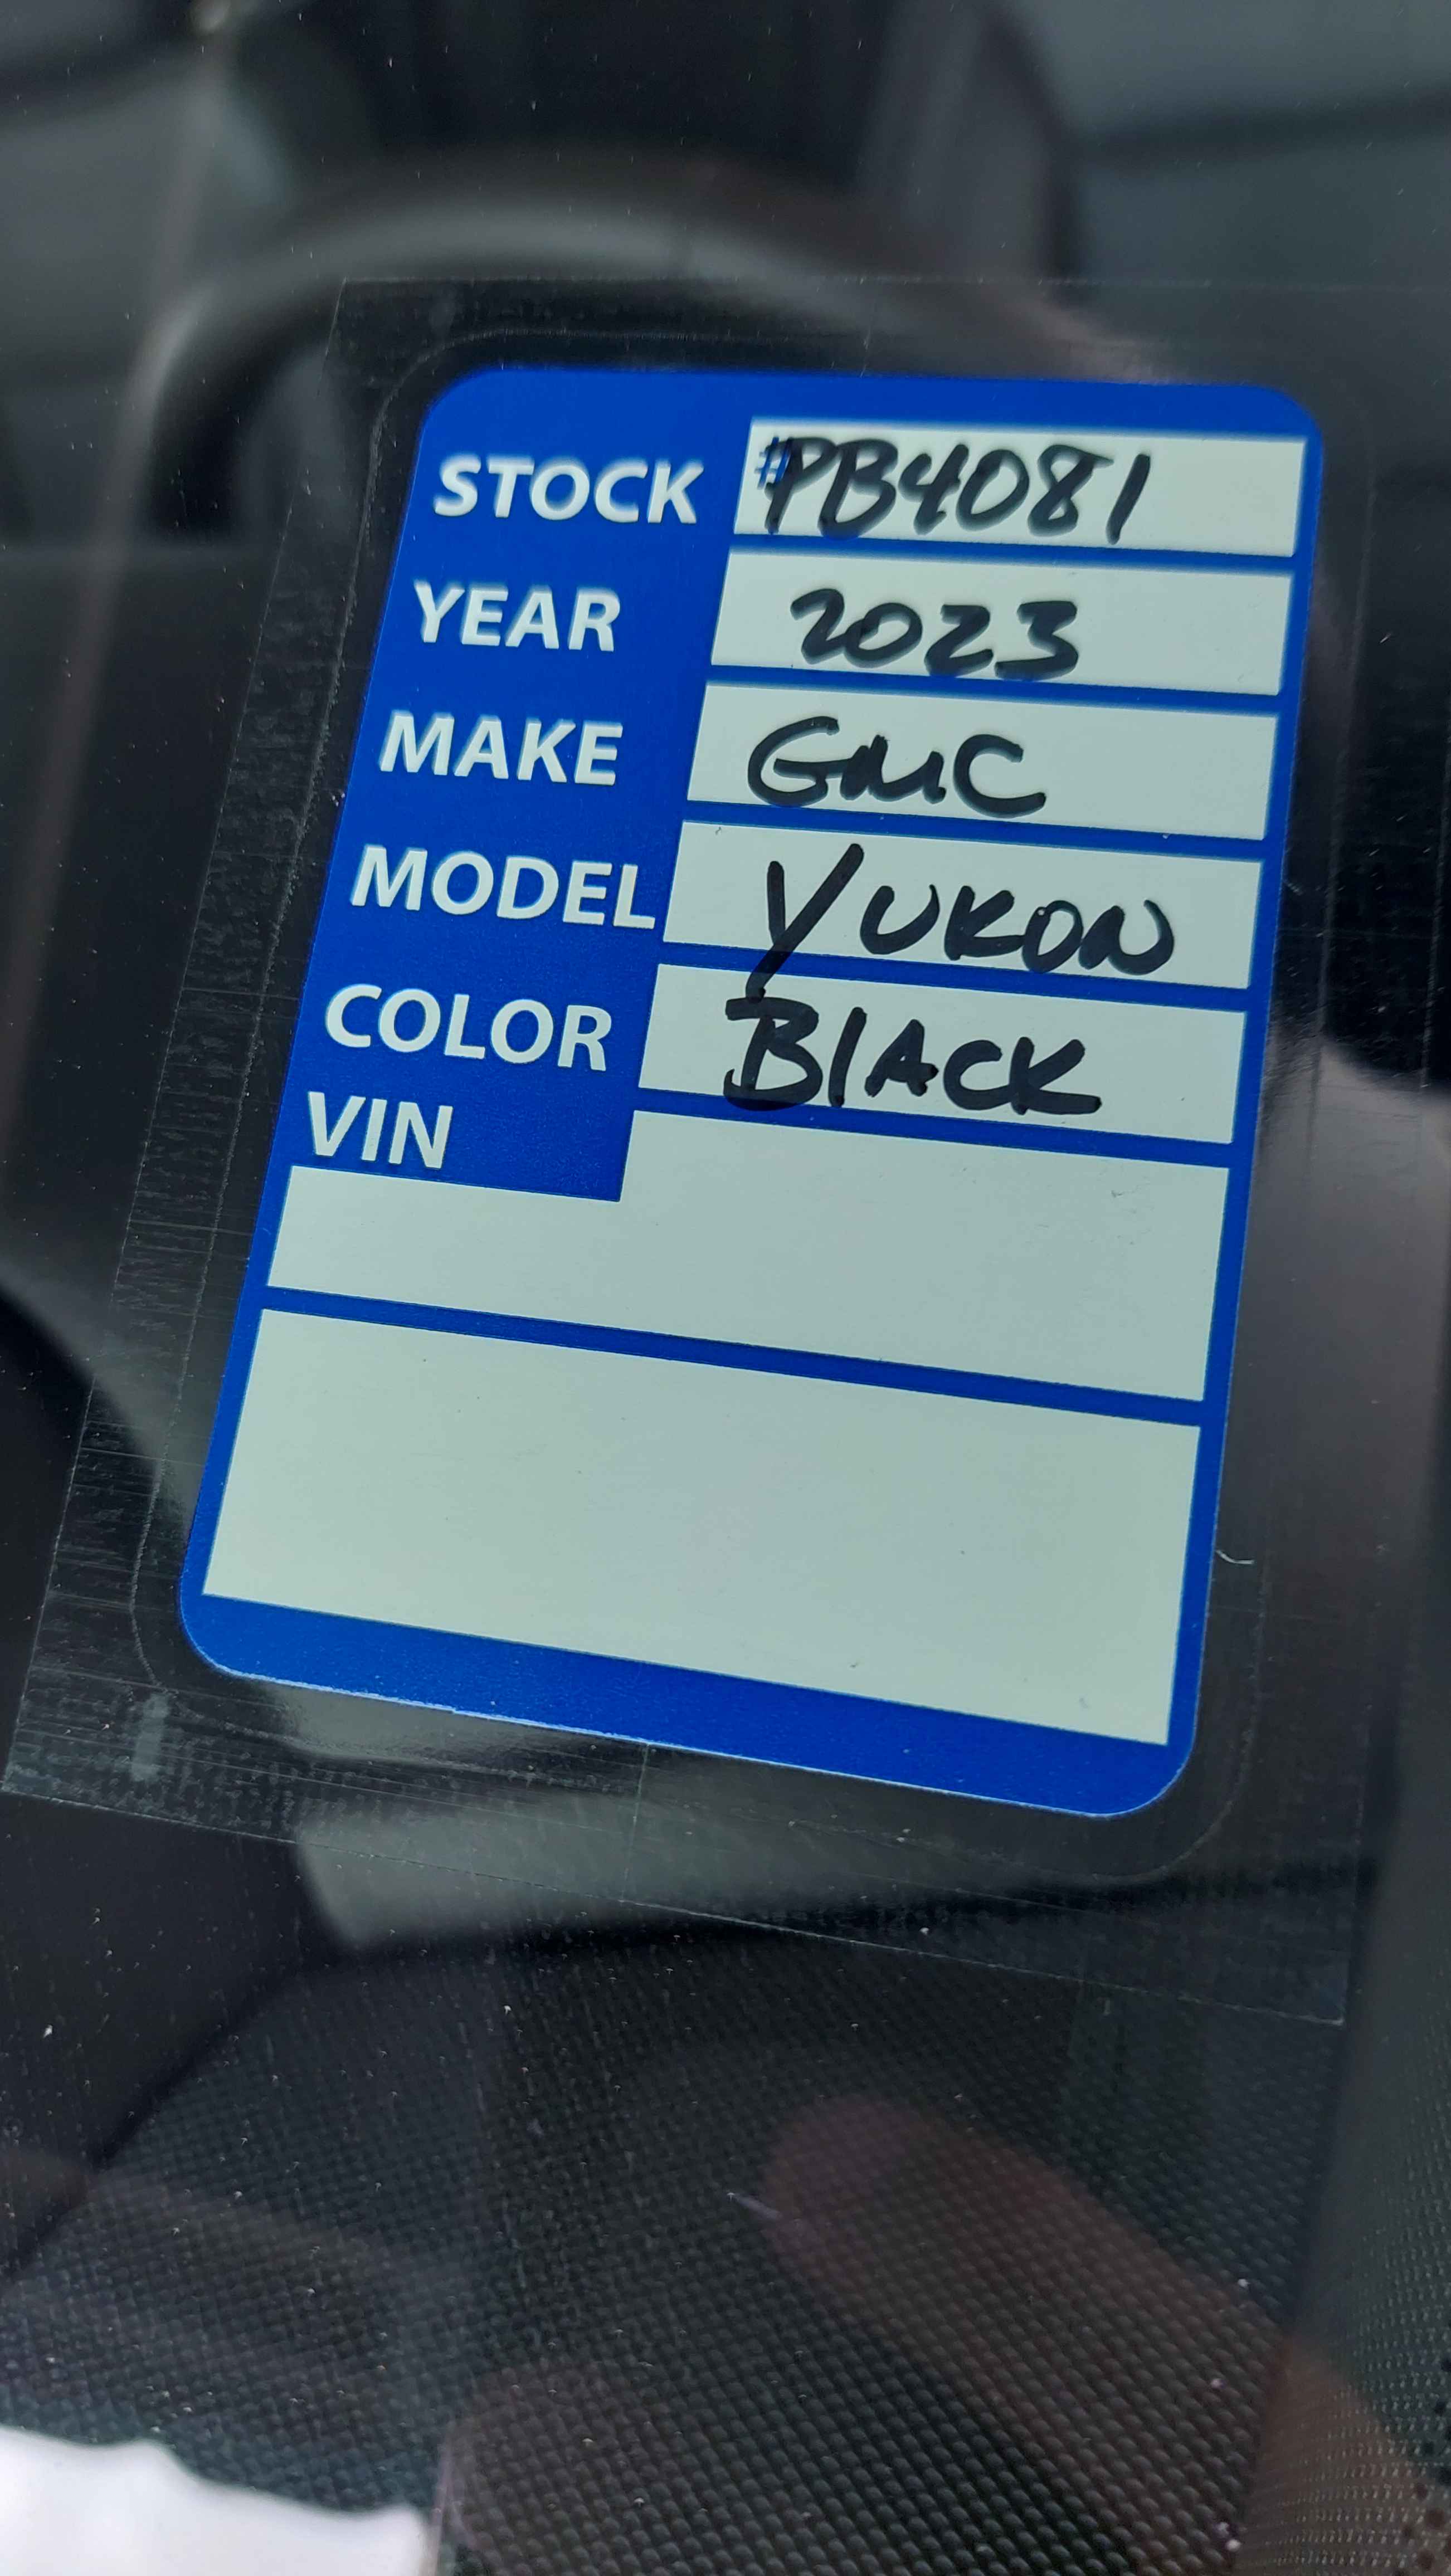 STOCK #PB4081
YEAR 2023
MAKE GMC
MODEL YUKON
COLOR BlACK
VIN